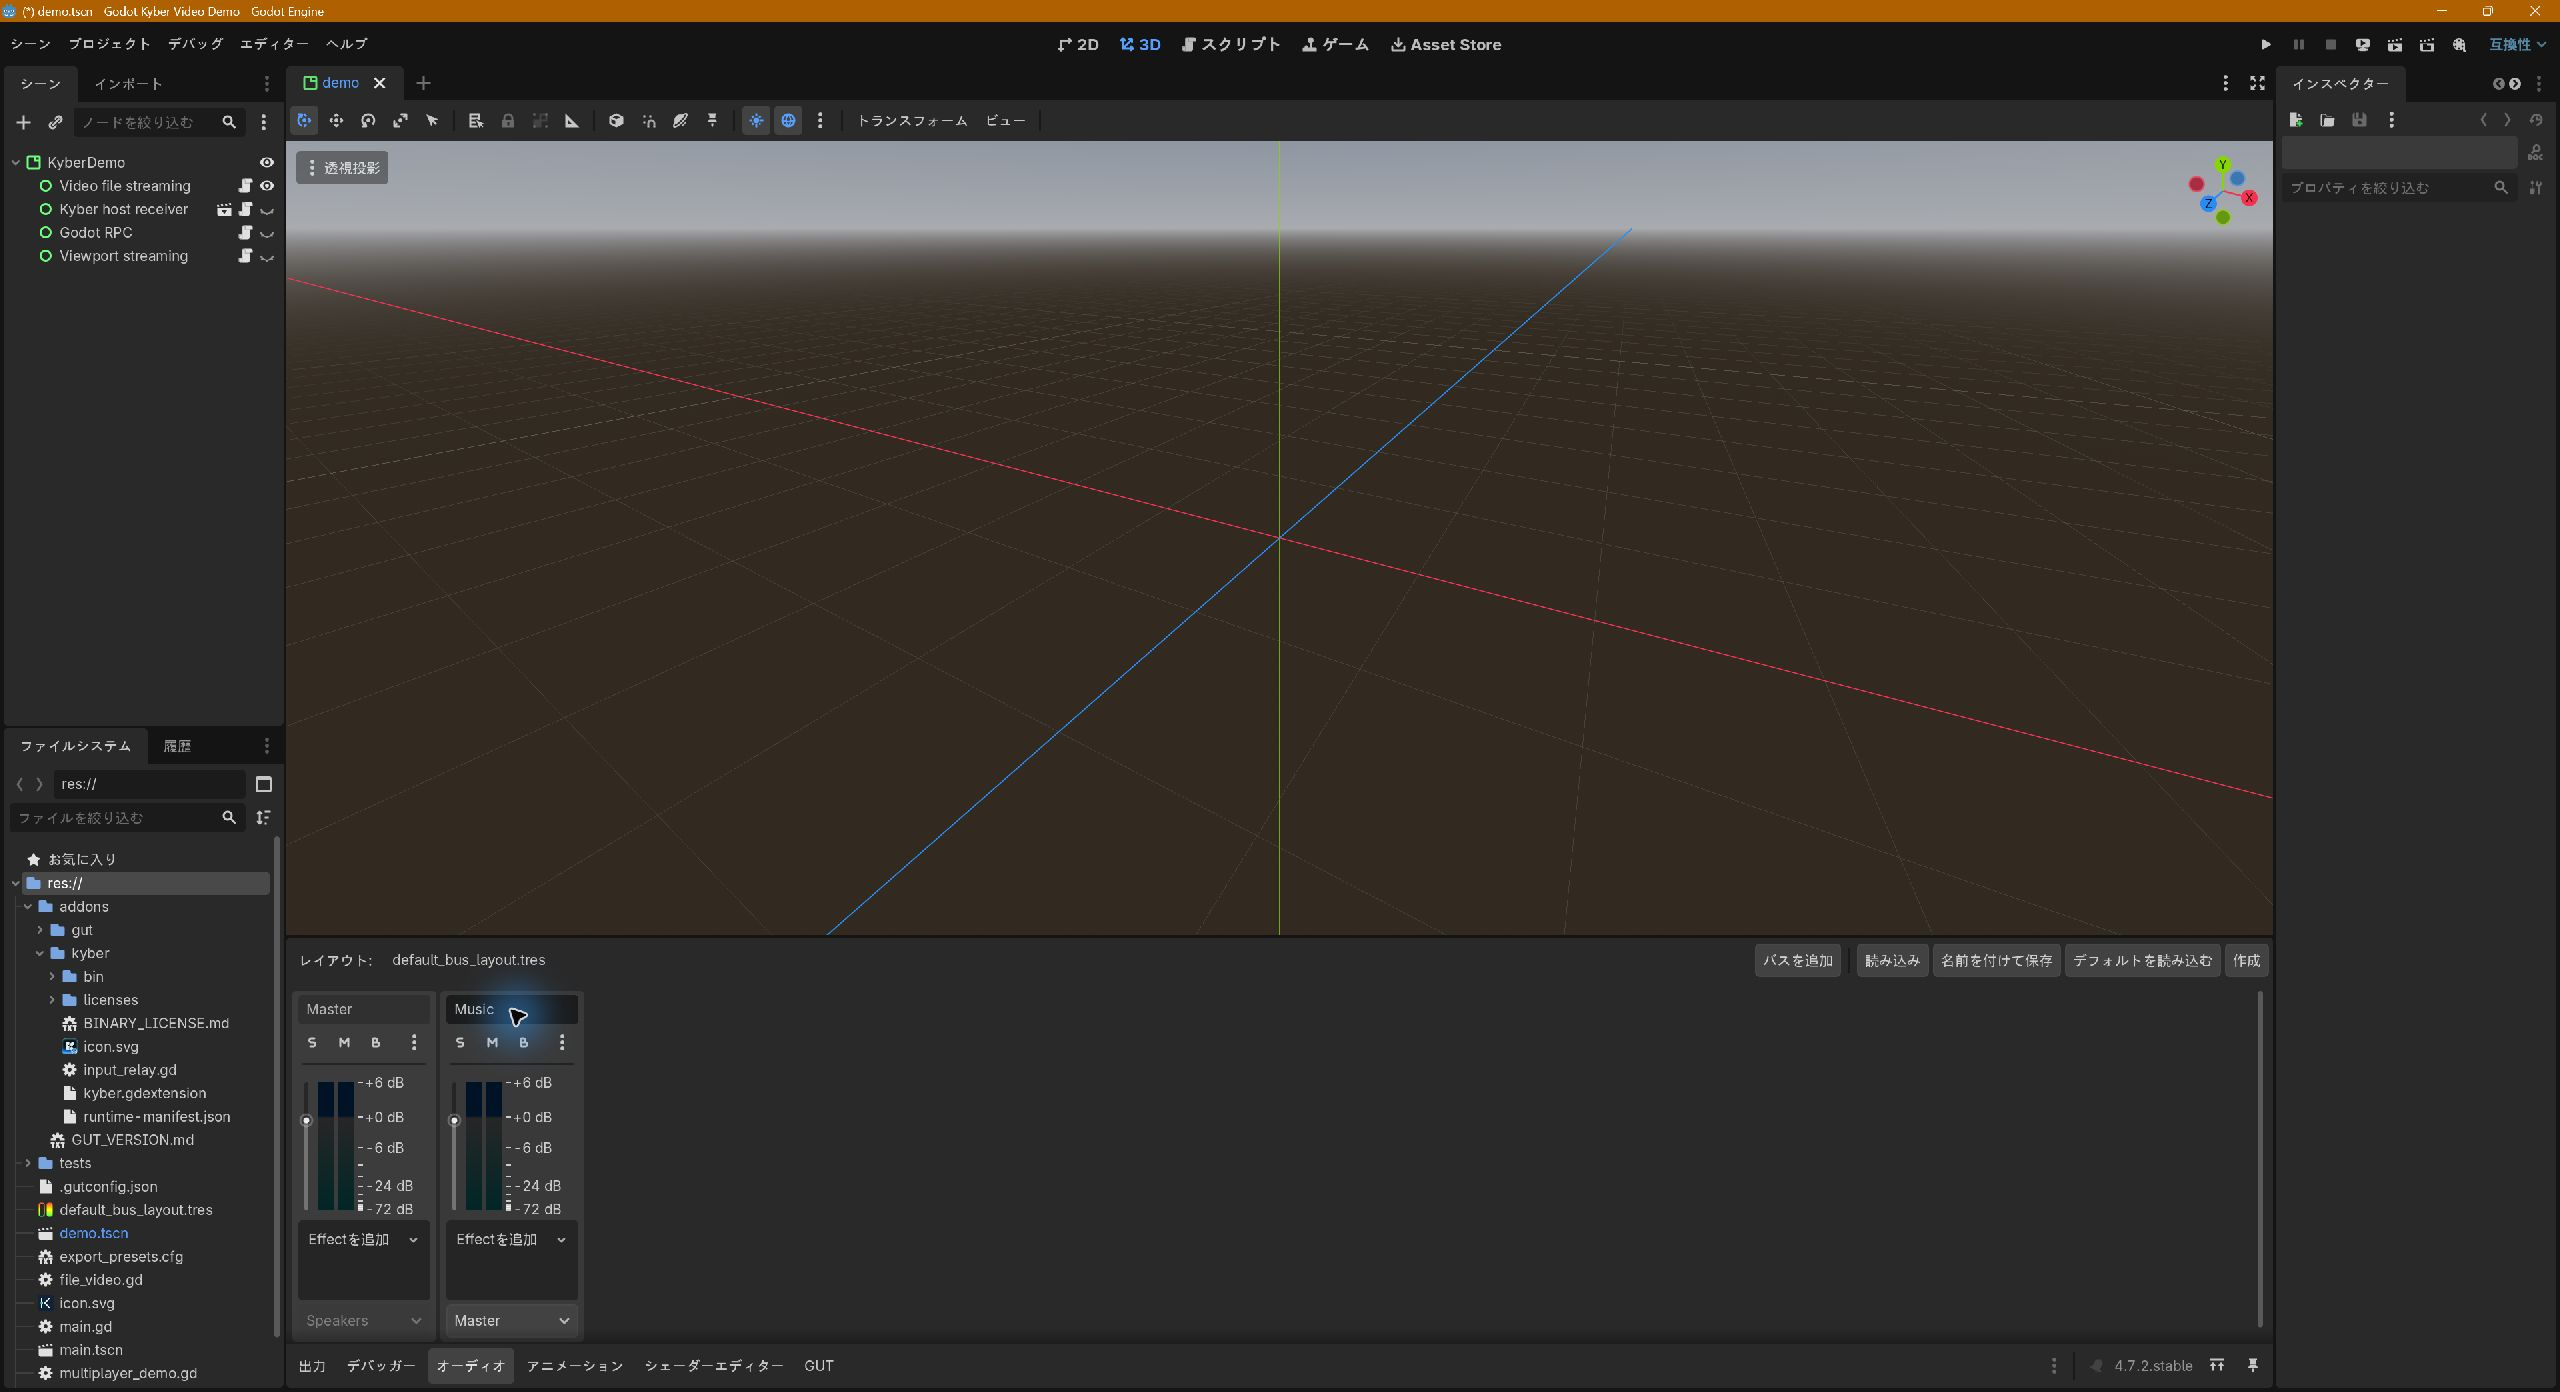 (*) demo.tscn - Godot Kyber Video Demo - Godot Engine
シーン プロジェクト デバッグ エディター ヘルプ
2D 3D スクリプト ゲーム Asset Store
互換性
シーン インポート
demo
インスペクター
ノードを絞り込む
トランスフォーム ビュー
透視投影
Y
X
Z
プロパティを絞り込む
KyberDemo
Video file streaming
Kyber host receiver
Godot RPC
Viewport streaming
ファイルシステム 履歴
res://
ファイルを絞り込む
お気に入り
res://
addons
gut
kyber
bin
licenses
BINARY_LICENSE.md
icon.svg
input_relay.gd
kyber.gdextension
runtime-manifest.json
GUT_VERSION.md
tests
.gutconfig.json
default_bus_layout.tres
demo.tscn
export_presets.cfg
file_video.gd
icon.svg
main.gd
main.tscn
multiplayer_demo.gd
レイアウト: default_bus_layout.tres
バスを追加 読み込み 名前を付けて保存 デフォルトを読み込む 作成
Master
S M B
+6 dB
+0 dB
-6 dB
-24 dB
-72 dB
Effectを追加
Speakers
Music
S M B
+6 dB
+0 dB
-6 dB
-24 dB
-72 dB
Effectを追加
Master
出力 デバッガー オーディオ アニメーション シェーダーエディター GUT
4.7.2.stable